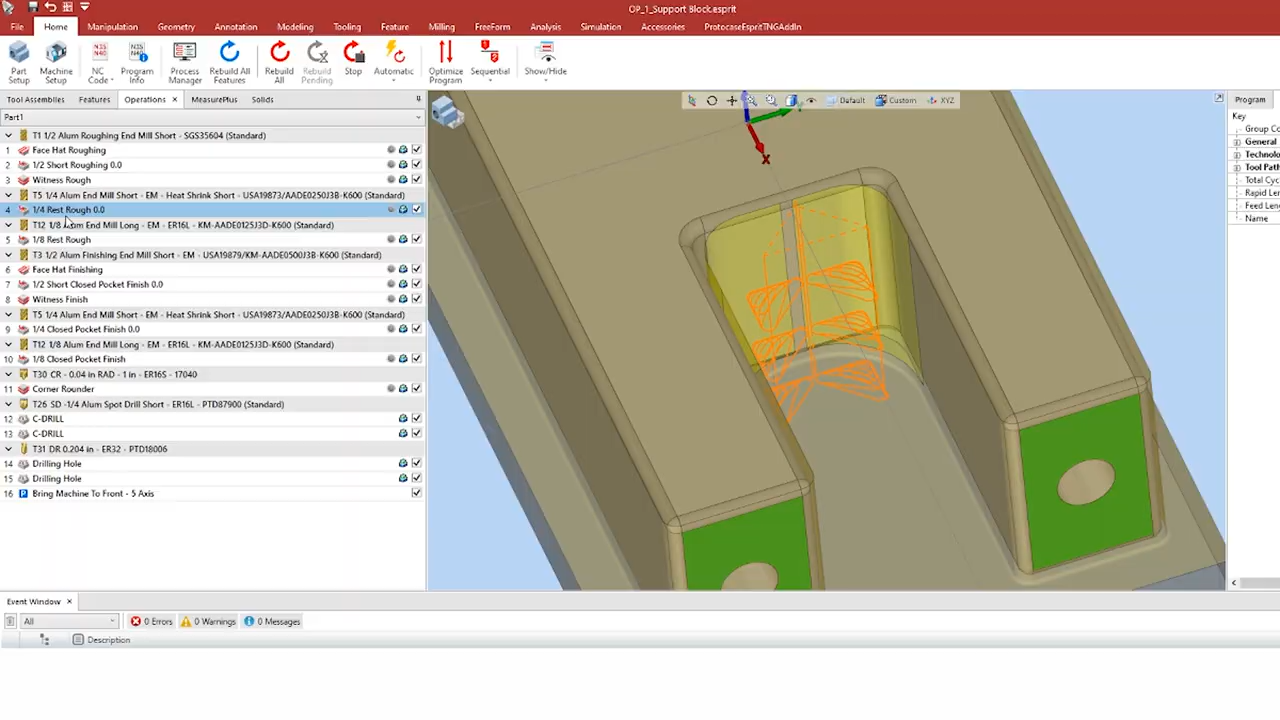 OP_1_Support Block.esprit
File Home Manipulation Geometry Annotation Modeling Tooling Feature Milling FreeForm Analysis Simulation Accessories ProtocaseEspritTNGAddIn
Part Setup Machine Setup NC Code Program Info Process Manager Rebuild All Features Rebuild All Rebuild Pending Stop Automatic Optimize Program Sequential Show/Hide
Tool Assemblies Features Operations × MeasurePlus Solids
Default Custom XYZ
Program
Part1
Key
T1 1/2 Alum Roughing End Mill Short - SGS35604 (Standard)
1 Face Hat Roughing
2 1/2 Short Roughing 0.0
3 Witness Rough
T5 1/4 Alum End Mill Short - EM - Heat Shrink Short - USA19873/AADE0250J3B-K600 (Standard)
4 1/4 Rest Rough 0.0
T12 1/8 Alum End Mill Long - EM - ER16L - KM-AADE0125J3D-K600 (Standard)
5 1/8 Rest Rough
T3 1/2 Alum Finishing End Mill Short - EM - USA19879/KM-AADE0500J3B-K600 (Standard)
6 Face Hat Finishing
7 1/2 Short Closed Pocket Finish 0.0
8 Witness Finish
T5 1/4 Alum End Mill Short - EM - Heat Shrink Short - USA19873/AADE0250J3B-K600 (Standard)
9 1/4 Closed Pocket Finish 0.0
T12 1/8 Alum End Mill Long - EM - ER16L - KM-AADE0125J3D-K600 (Standard)
10 1/8 Closed Pocket Finish
T30 CR - 0.04 in RAD - 1 in - ER16S - 17040
11 Corner Rounder
T26 SD -1/4 Alum Spot Drill Short - ER16L - PTD87900 (Standard)
12 C-DRILL
13 C-DRILL
T31 DR 0.204 in - ER32 - PTD18006
14 Drilling Hole
15 Drilling Hole
16 P Bring Machine To Front - 5 Axis
x
Group Co
General
Technolo
Tool Path
Total Cyc
Rapid Len
Feed Leng
Name
Event Window ×
All 0 Errors 0 Warnings 0 Messages
Description